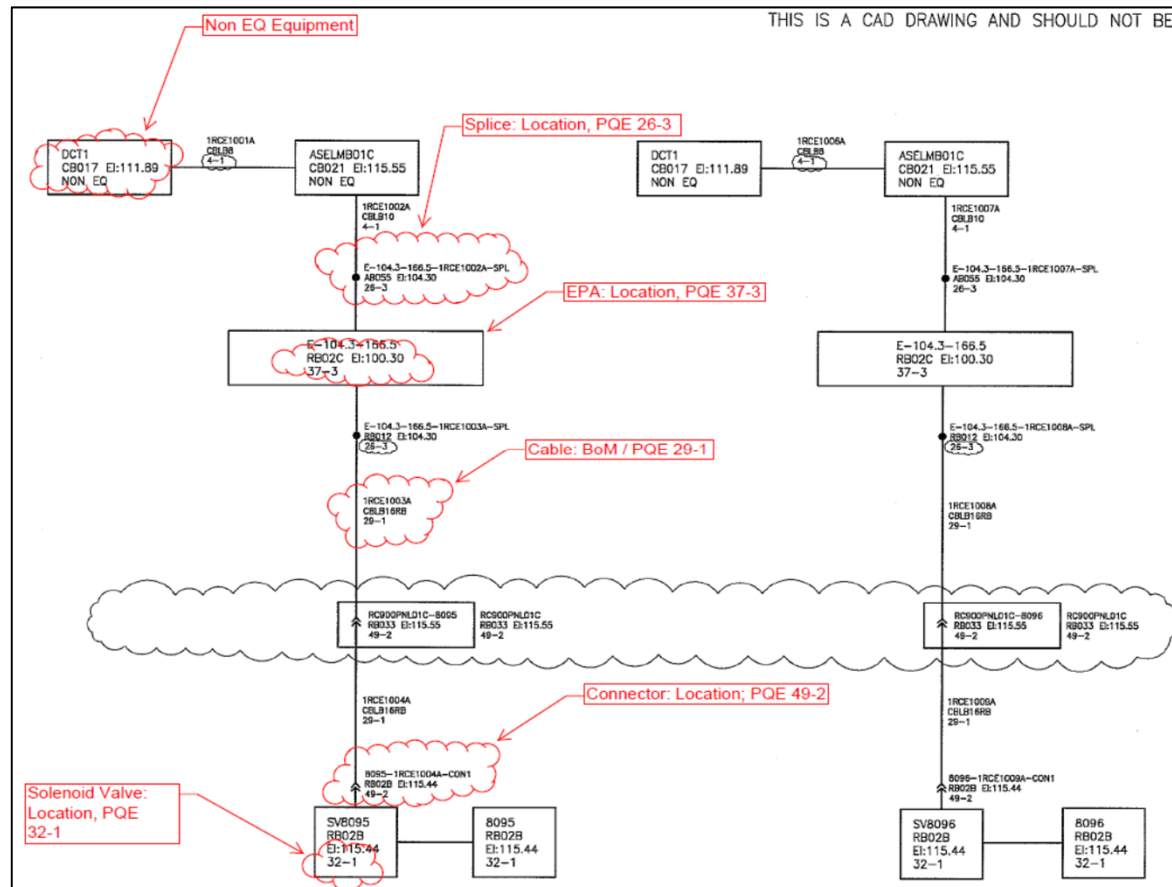 THIS IS A CAD DRAWING AND SHOULD NOT BE
Non EQ Equipment
Splice: Location, PQE 26-3
DCT1
CB017 El:111.89
NON EQ
1RCE1001A
CBLB8
4-1
ASELMB01C
CB021 El:115.55
NON EQ
DCT1
CB017 El:111.89
NON EQ
1RCE1006A
CBLB8
4-1
ASELMB01C
CB021 El:115.55
NON EQ
1RCE1002A
CBLB10
4-1
1RCE1007A
CBLB10
4-1
E-104.3-166.5-1RCE1002A-SPL
AB055 El:104.30
26-3
E-104.3-166.5-1RCE1007A-SPL
AB055 El:104.30
26-3
EPA: Location, PQE 37-3
E-104.3-166.5
RB02C El:100.30
37-3
E-104.3-166.5
RB02C El:100.30
37-3
E-104.3-166.5-1RCE1003A-SPL
RB012 El:104.30
26-3
E-104.3-166.5-1RCE1008A-SPL
RB012 El:104.30
26-3
Cable: BoM / PQE 29-1
1RCE1003A
CBLB16RB
29-1
1RCE1008A
CBLB16RB
29-1
RC900PNL01C-8095
RB033 El:115.55
49-2
RC900PNL01C
RB033 El:115.55
49-2
RC900PNL01C-8096
RB033 El:115.55
49-2
RC900PNL01C
RB033 El:115.55
49-2
1RCE1004A
CBLB16RB
29-1
1RCE1009A
CBLB16RB
29-1
Connector: Location; PQE 49-2
8095-1RCE1004A-CON1
RB02B El:115.44
49-2
8096-1RCE1009A-CON1
RB02B El:115.44
49-2
Solenoid Valve:
Location, PQE
32-1
SV8095
RB02B
El:115.44
32-1
8095
RB02B
El:115.44
32-1
SV8096
RB02B
El:115.44
32-1
8096
RB02B
El:115.44
32-1